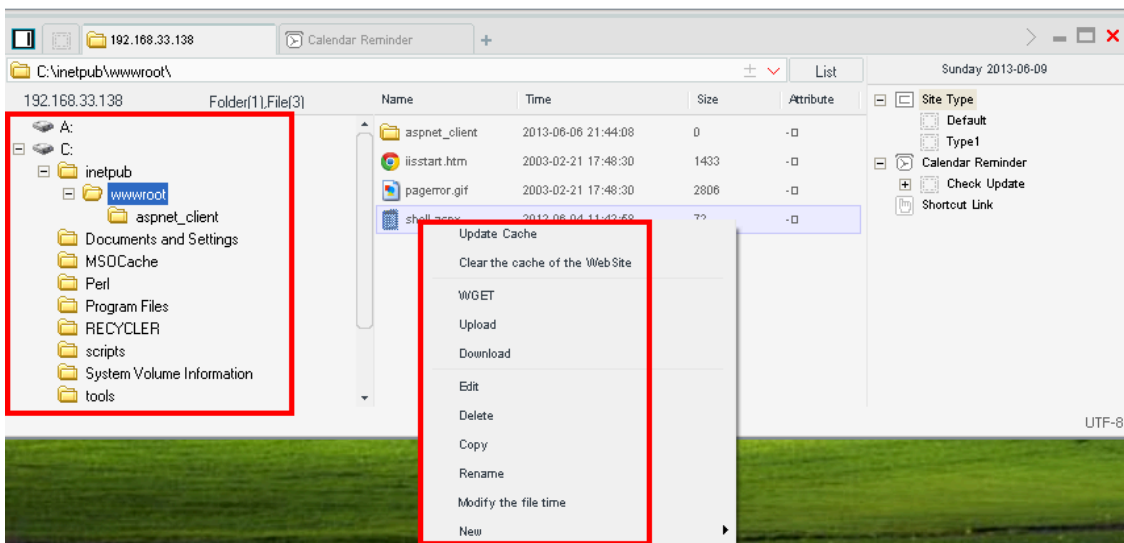 192.168.33.138 Calendar Reminder +
C:\inetpub\wwwroot\ List Sunday 2013-06-09
192.168.33.138 Folder(1),File(3) Name Time Size Attribute
A:
C:
inetpub
wwwroot
aspnet_client
Documents and Settings
MSOCache
Perl
Program Files
RECYCLER
scripts
System Volume Information
tools
aspnet_client 2013-06-06 21:44:08 0 -
iisstart.htm 2003-02-21 17:48:30 1433 -
pagerror.gif 2003-02-21 17:48:30 2806 -
shell.aspx 72 -
Update Cache
Clear the cache of the WebSite
WGET
Upload
Download
Edit
Delete
Copy
Rename
Modify the file time
New
Site Type
Default
Type1
Calendar Reminder
Check Update
Shortcut Link
UTF-8